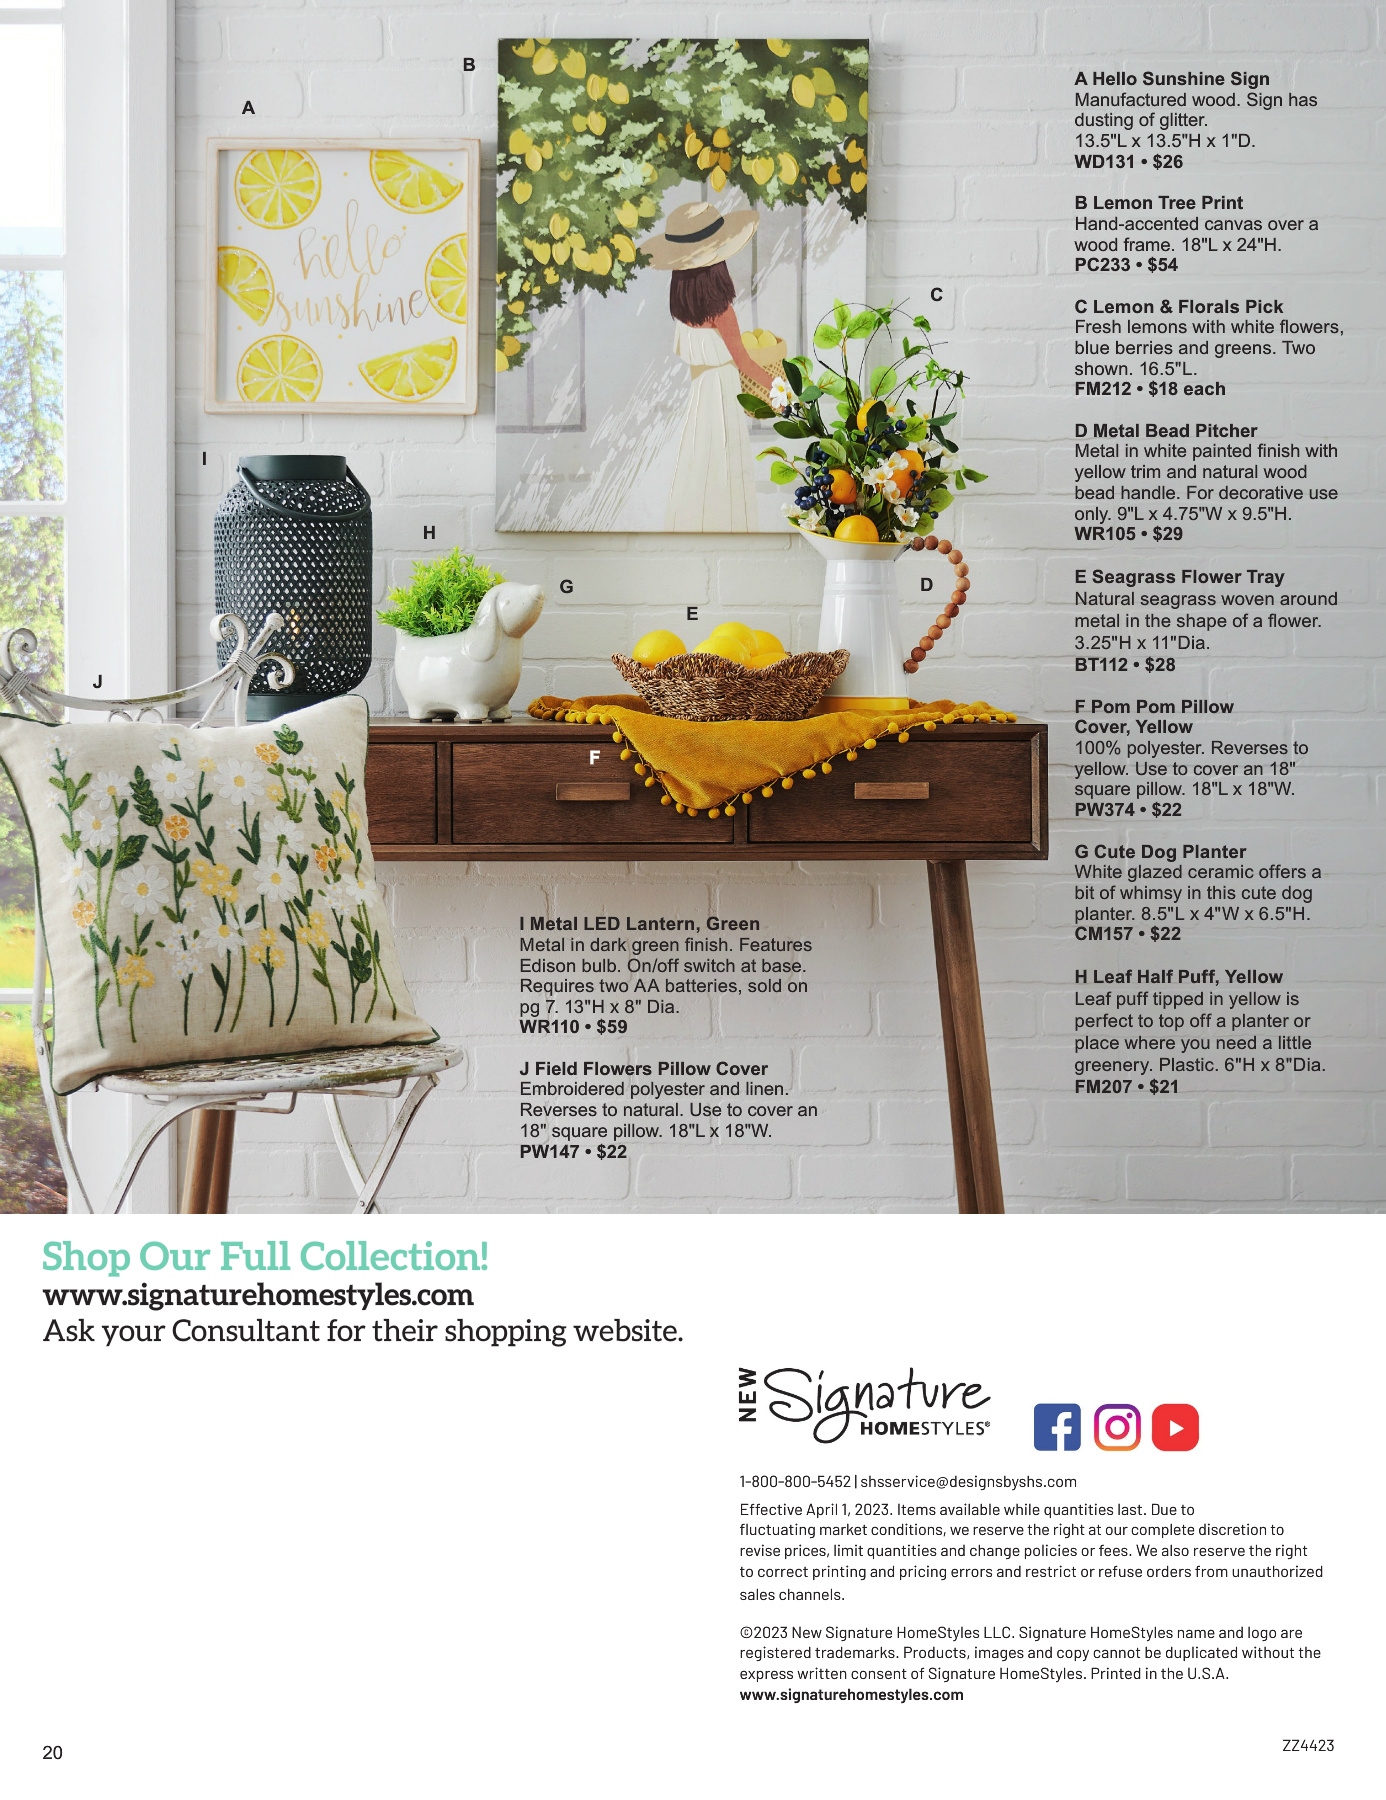 B
A
hello
sunshine
C
I
H
G
D
E
J
F
A Hello Sunshine Sign
Manufactured wood. Sign has
dusting of glitter.
13.5"L x 13.5"H x 1"D.
WD131 • $26
B Lemon Tree Print
Hand-accented canvas over a
wood frame. 18"L x 24"H.
PC233 • $54
C Lemon & Florals Pick
Fresh lemons with white flowers,
blue berries and greens. Two
shown. 16.5"L.
FM212 • $18 each
D Metal Bead Pitcher
Metal in white painted finish with
yellow trim and natural wood
bead handle. For decorative use
only. 9"L x 4.75"W x 9.5"H.
WR105 • $29
E Seagrass Flower Tray
Natural seagrass woven around
metal in the shape of a flower.
3.25"H x 11"Dia.
BT112 • $28
F Pom Pom Pillow
Cover, Yellow
100% polyester. Reverses to
yellow. Use to cover an 18"
square pillow. 18"L x 18"W.
PW374 • $22
G Cute Dog Planter
White glazed ceramic offers a
bit of whimsy in this cute dog
planter. 8.5"L x 4"W x 6.5"H.
CM157 • $22
H Leaf Half Puff, Yellow
Leaf puff tipped in yellow is
perfect to top off a planter or
place where you need a little
greenery. Plastic. 6"H x 8"Dia.
FM207 • $21
I Metal LED Lantern, Green
Metal in dark green finish. Features
Edison bulb. On/off switch at base.
Requires two AA batteries, sold on
pg 7. 13"H x 8" Dia.
WR110 • $59
J Field Flowers Pillow Cover
Embroidered polyester and linen.
Reverses to natural. Use to cover an
18" square pillow. 18"L x 18"W.
PW147 • $22
Shop Our Full Collection!
www.signaturehomestyles.com
Ask your Consultant for their shopping website.
NEW
Signature
HOMESTYLES®
1-800-800-5452 | shsservice@designsbyshs.com
Effective April 1, 2023. Items available while quantities last. Due to
fluctuating market conditions, we reserve the right at our complete discretion to
revise prices, limit quantities and change policies or fees. We also reserve the right
to correct printing and pricing errors and restrict or refuse orders from unauthorized
sales channels.
©2023 New Signature HomeStyles LLC. Signature HomeStyles name and logo are
registered trademarks. Products, images and copy cannot be duplicated without the
express written consent of Signature HomeStyles. Printed in the U.S.A.
www.signaturehomestyles.com
20
ZZ4423